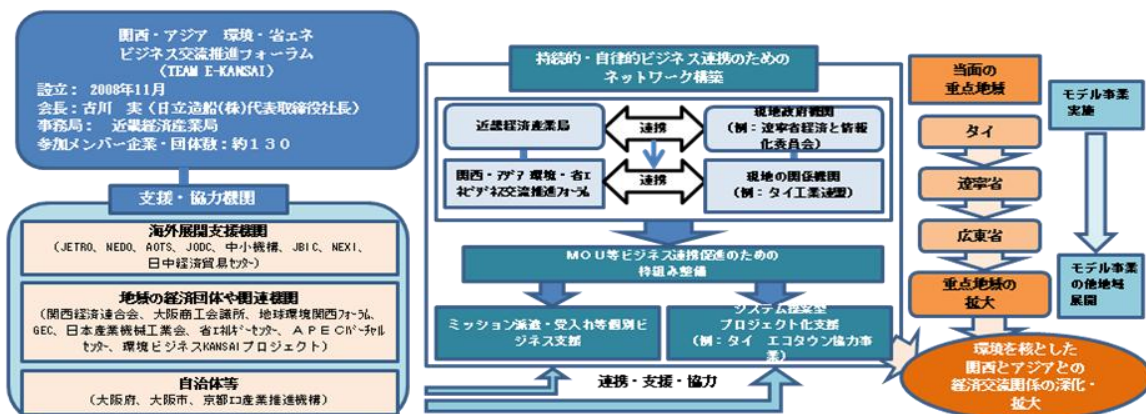 関西・アジア 環境・省エネ
ビジネス交流推進フォーラム
(TEAM E-KANSAI)
設立: 2008年11月
会長:古川 実(日立造船(株)代表取締役社長)
事務局: 近畿経済産業局
参加メンバー企業・団体数:約130
支援・協力機関
海外展開支援機関
(JETRO、NEDO、AOTS、JODC、中小機構、JBIC、NEXI、
日中経済貿易センター)
地域の経済団体や関連機関
(関西経済連合会、大阪商工会議所、地球環境関西フォーラム、
GEC、日本産業機械工業会、省エネルギーセンター、APECバーチャル
センター、環境ビジネスKANSAIプロジェクト)
自治体等
(大阪府、大阪市、京都エコ産業推進機構)
持続的・自律的ビジネス連携のための
ネットワーク構築
近畿経済産業局
連携
現地政府機関
(例:遼寧省経済と情報
化委員会)
関西・アジア 環境・省エ
ネビジネス交流推進フォーラム
連携
現地の関係機関
(例:タイ工業連盟)
MOU等ビジネス連携促進のための
枠組み整備
ミッション派遣・受入れ等個別ビ
ジネス支援
システム提案型
プロジェクト化支援
(例:タイ エコタウン協力事
業)
連携・支援・協力
当面の
重点地域
タイ
遼寧省
広東省
重点地域の
拡大
環境を核とした
関西とアジアとの
経済交流関係の深化・
拡大
モデル事業
実施
モデル事業
の他地域
展開